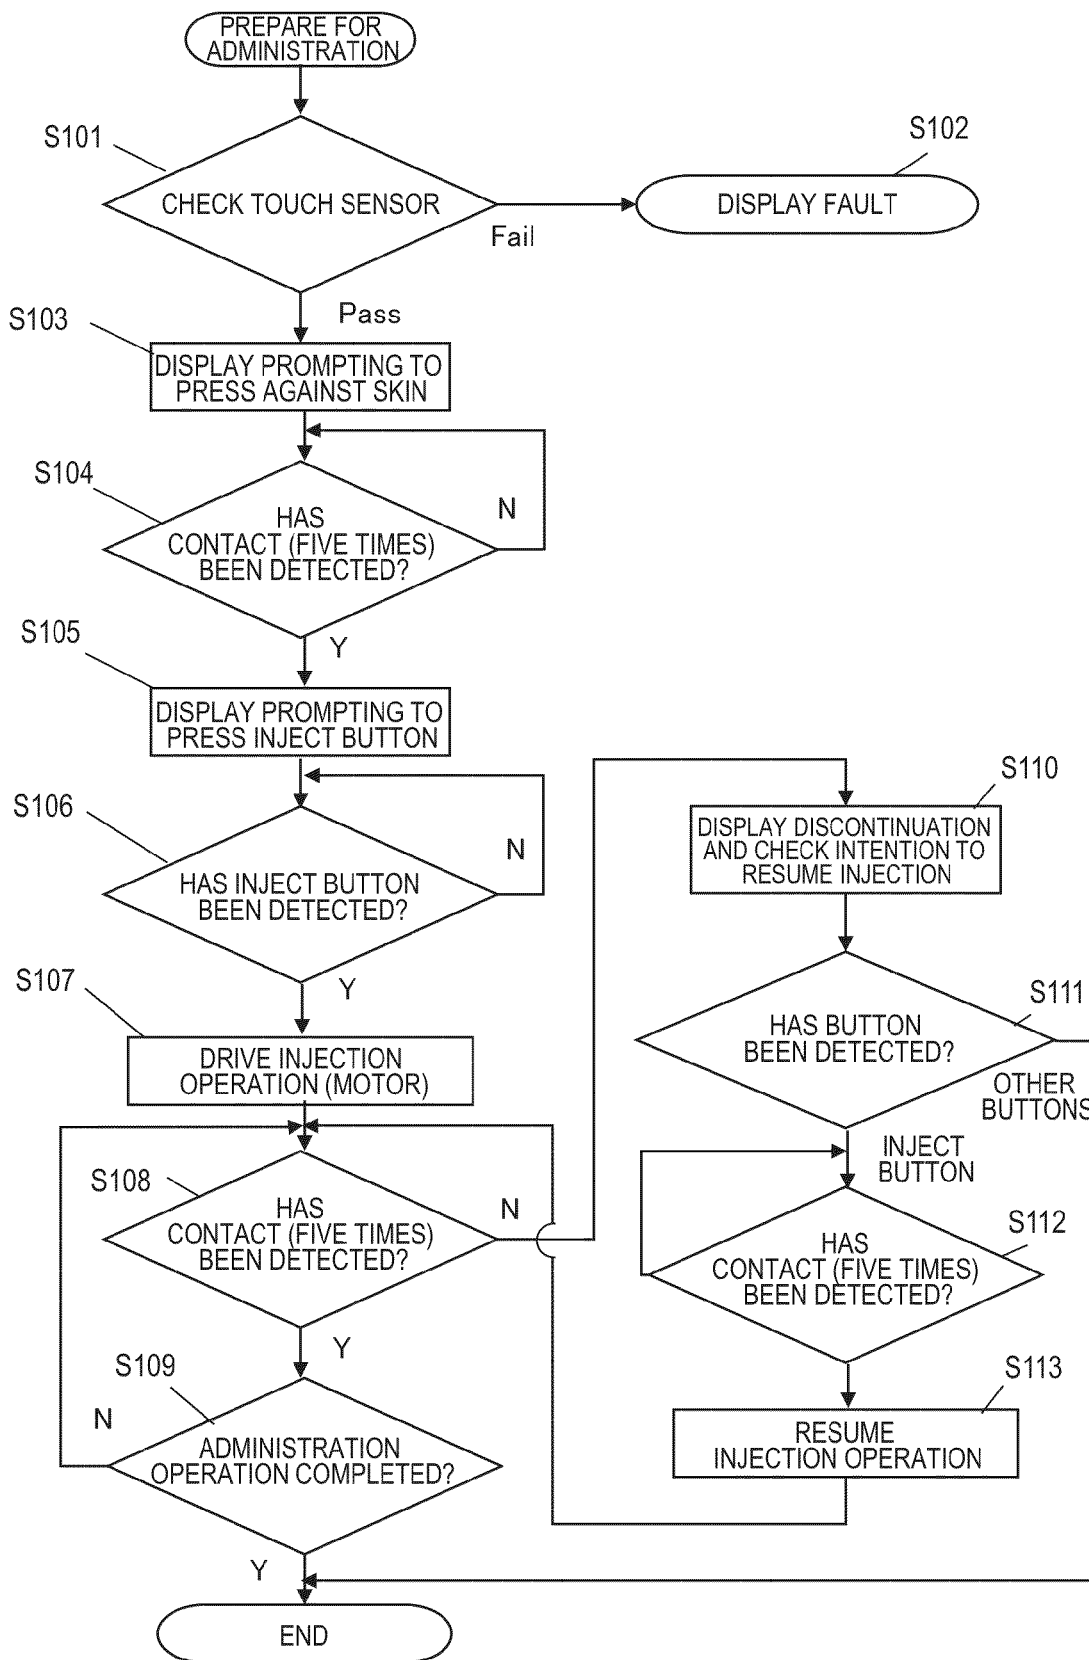 PREPARE FOR
ADMINISTRATION
S101
CHECK TOUCH SENSOR
Fail
S102
DISPLAY FAULT
Pass
S103
DISPLAY PROMPTING TO
PRESS AGAINST SKIN
S104
HAS
CONTACT (FIVE TIMES)
BEEN DETECTED?
N
Y
S105
DISPLAY PROMPTING TO
PRESS INJECT BUTTON
S106
HAS INJECT BUTTON
BEEN DETECTED?
N
Y
S107
DRIVE INJECTION
OPERATION (MOTOR)
S108
HAS
CONTACT (FIVE TIMES)
BEEN DETECTED?
N
Y
S109
ADMINISTRATION
OPERATION COMPLETED?
N
Y
END
S110
DISPLAY DISCONTINUATION
AND CHECK INTENTION TO
RESUME INJECTION
S111
HAS BUTTON
BEEN DETECTED?
OTHER
BUTTONS
INJECT
BUTTON
S112
HAS
CONTACT (FIVE TIMES)
BEEN DETECTED?
S113
RESUME
INJECTION OPERATION